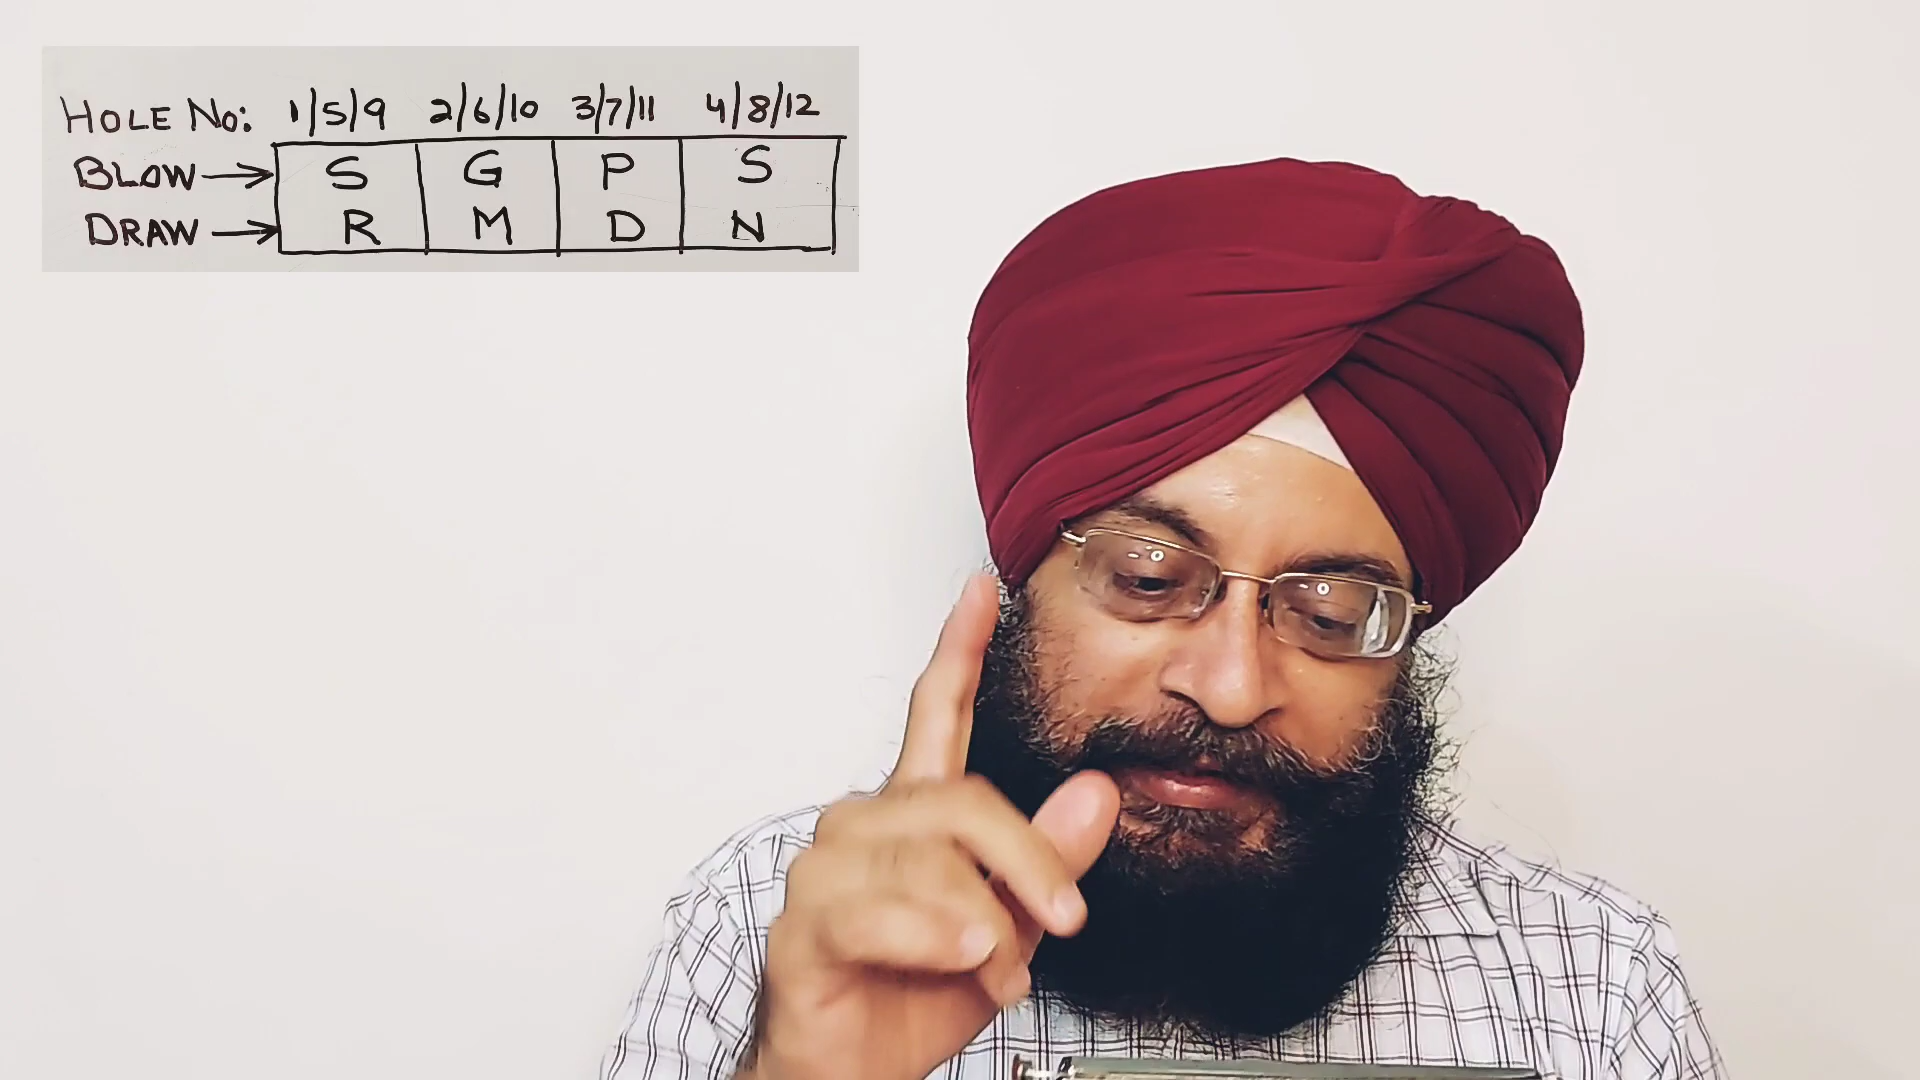 HOLE NO: 1/5/9 2/6/10 3/7/11 4/8/12
BLOW→ S G P S
DRAW→ R M D N